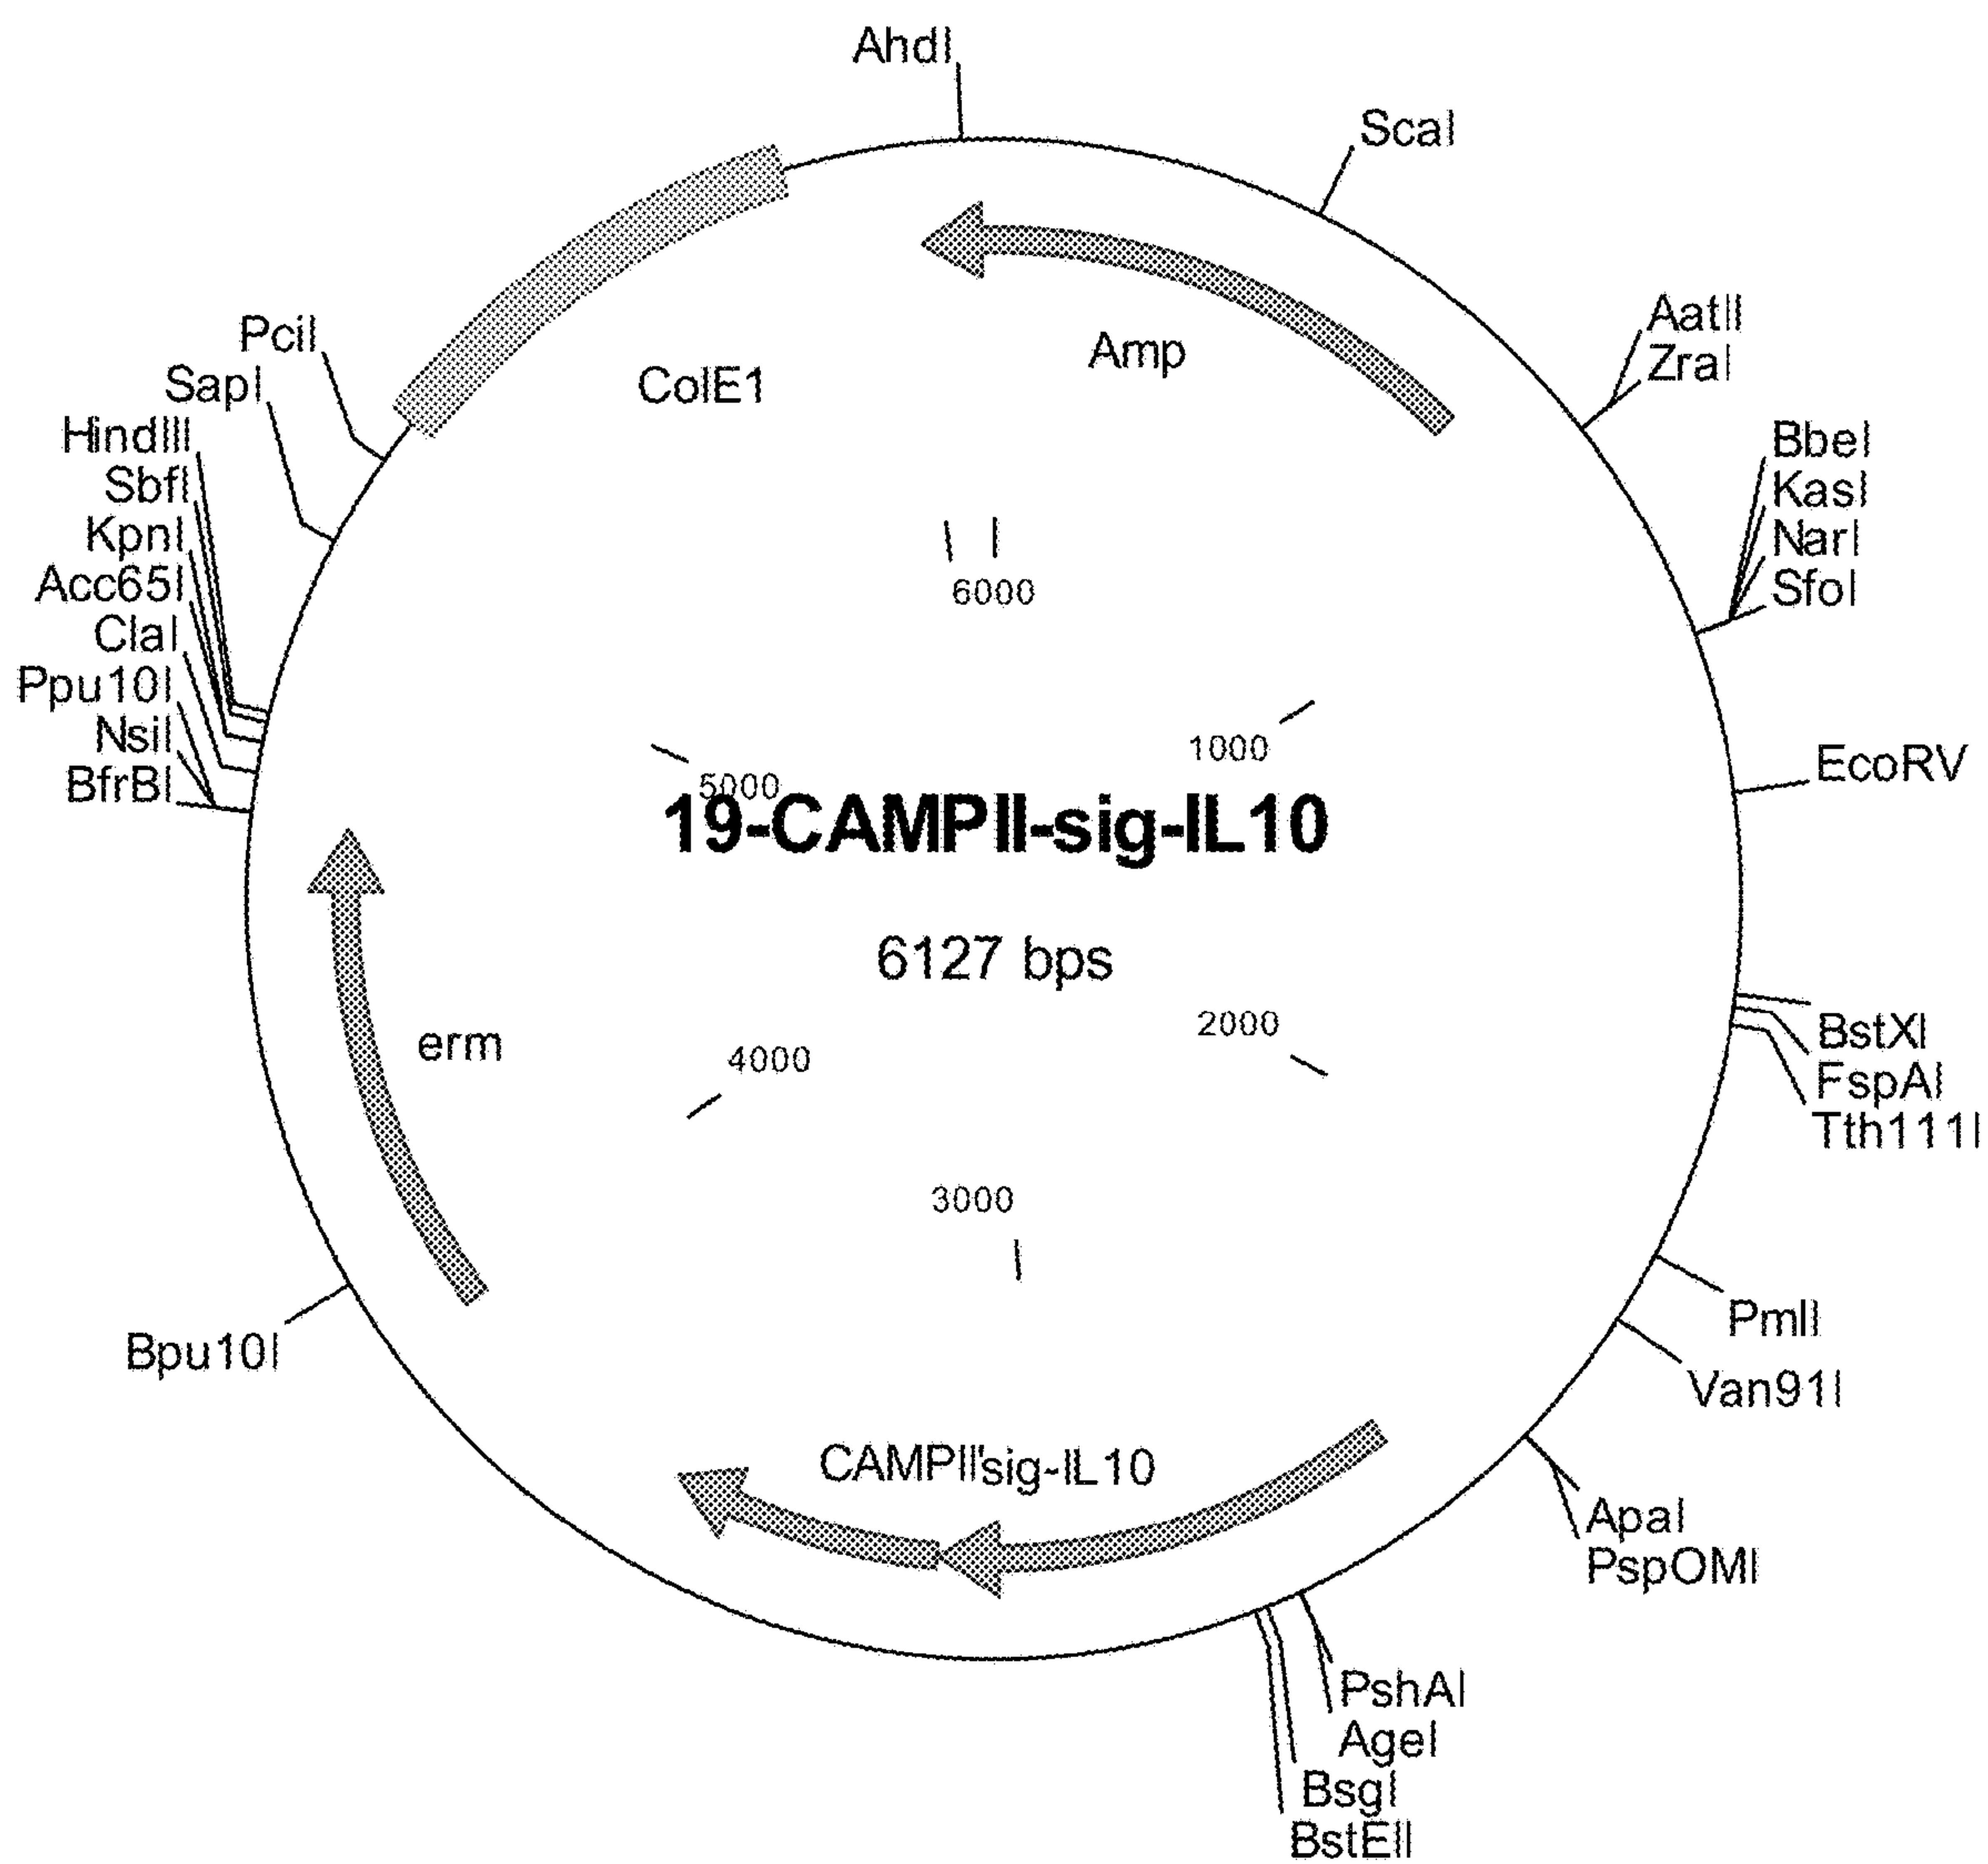 AhdI
ScaI
AatII
ZraI
BbeI
KasI
NarI
SfoI
EcoRV
BstXI
FspAI
Tth111I
PmlI
Van91I
ApaI
PspOMI
PshAI
AgeI
BsgI
BstEII
Bpu10I
BfrBI
NsiI
Ppu10I
ClaI
Acc65I
KpnI
SbfI
HindIII
SapI
PciI
ColE1
Amp
6000
1000
5000
19-CAMPII-sig-IL10
6127 bps
2000
4000
erm
3000
CAMPII'sig-IL10